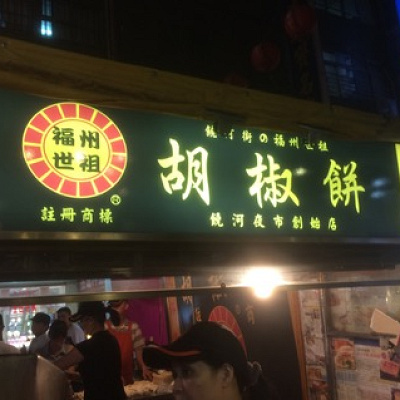 福州
世祖
註冊商標
饒河街の福州世祖
胡椒餅
饒河夜市創始店